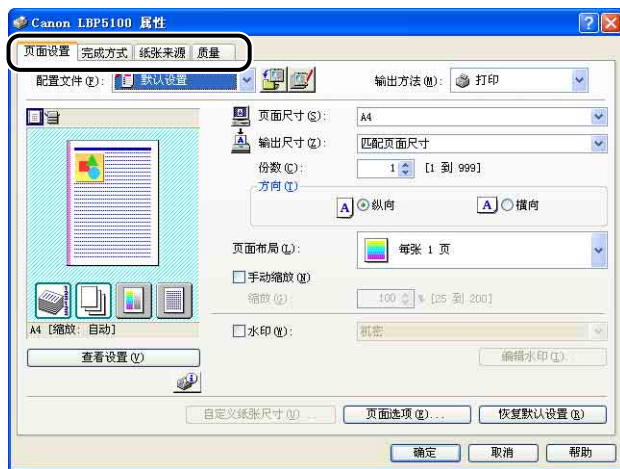 Canon LBP5100 属性
页面设置 完成方式 纸张来源 质量
配置文件(F): 默认设置 输出方法(M): 打印
页面尺寸(S): A4
输出尺寸(Z): 匹配页面尺寸
份数(C): 1 [1 到 999]
方向(T)
A 纵向 A 横向
页面布局(L): 每张 1 页
手动缩放(N)
缩放(G): 100 % [25 到 200]
A4 [缩放: 自动]
水印(W): 机密
查看设置(V) 编辑水印(I)...
自定义纸张尺寸(U)... 页面选项(E)... 恢复默认设置(R)
确定 取消 帮助